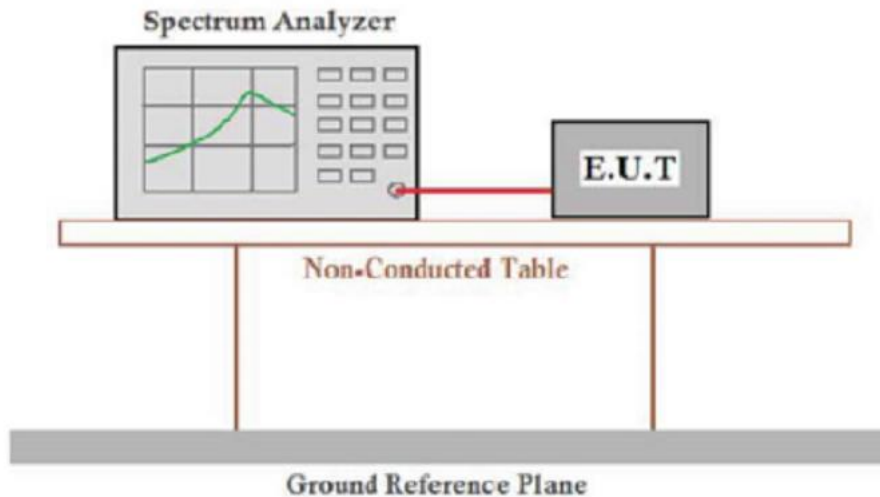 Spectrum Analyzer
E.U.T
Non-Conducted Table
Ground Reference Plane